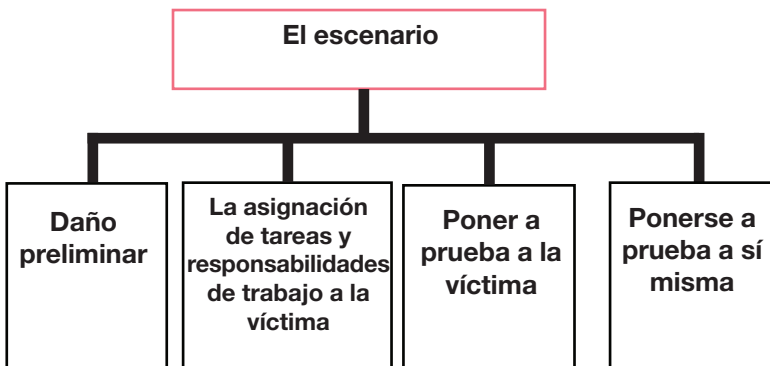 El escenario
Daño
preliminar
La asignación
de tareas y
responsabilidades
de trabajo a la
víctima
Poner a
prueba a la
víctima
Ponerse a
prueba a sí
misma